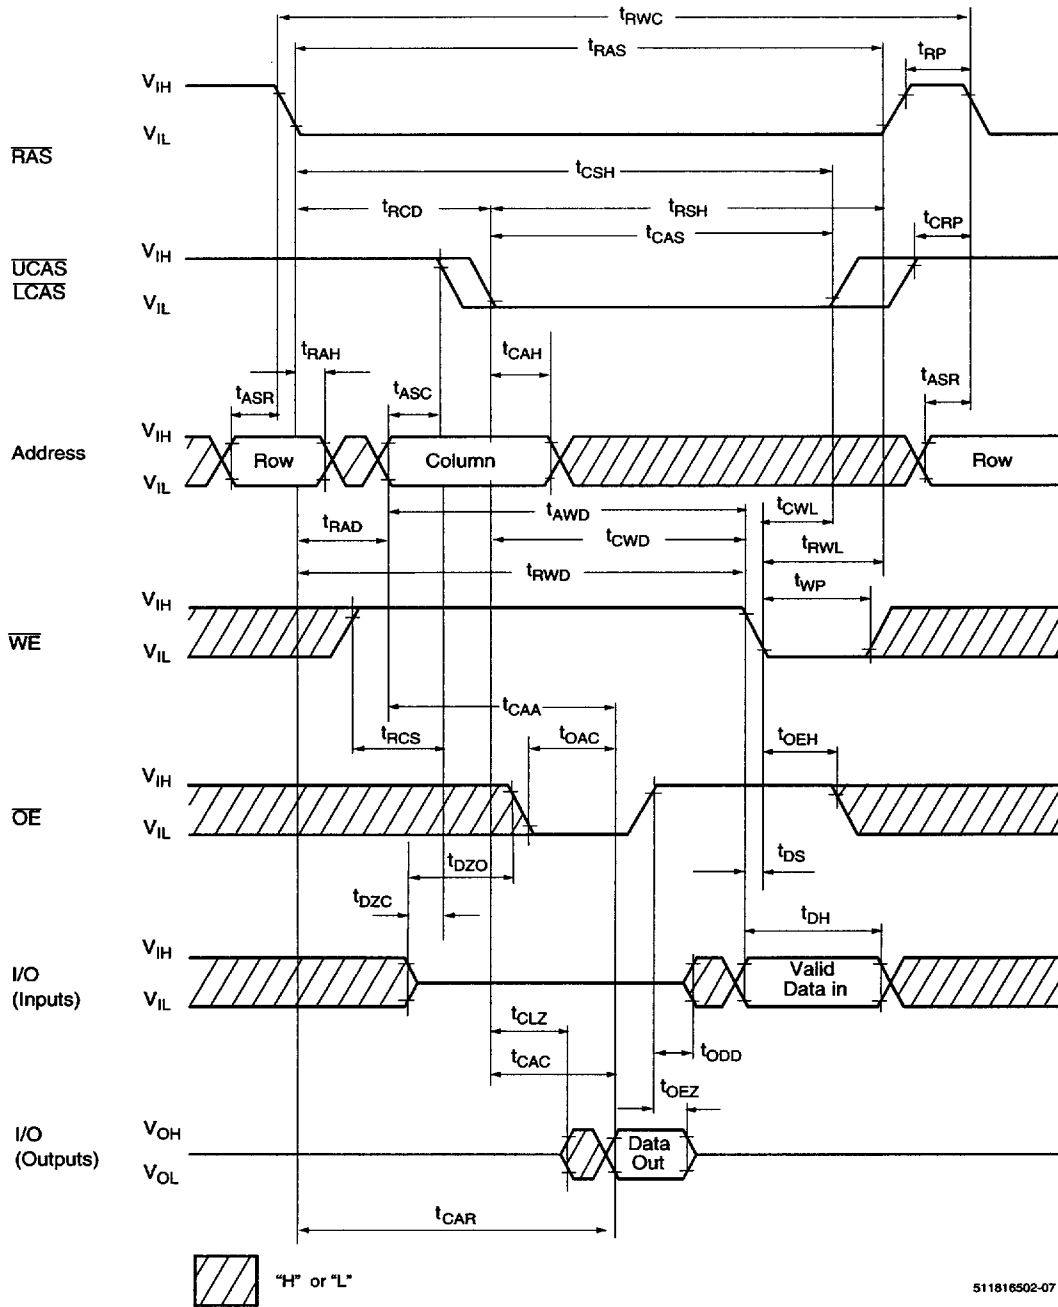 tRWC
tRAS
tRP
VIH
VIL
RAS
tCSH
tRCD
tRSH
tCAS
tCRP
VIH
UCAS
LCAS
VIL
tRAH
tCAH
tASR
tASC
tASR
VIH
Address
Row
Column
Row
VIL
tAWD
tCWL
tRAD
tCWD
tRWL
tRWD
tWP
VIH
WE
VIL
tCAA
tRCS
tOAC
tOEH
VIH
OE
VIL
tDZO
tDS
tDZC
tDH
VIH
I/O
(Inputs)
Valid
Data in
VIL
tCLZ
tODD
tCAC
tOEZ
VOH
I/O
(Outputs)
Data
Out
VOL
tCAR
"H" or "L"
511816502-07